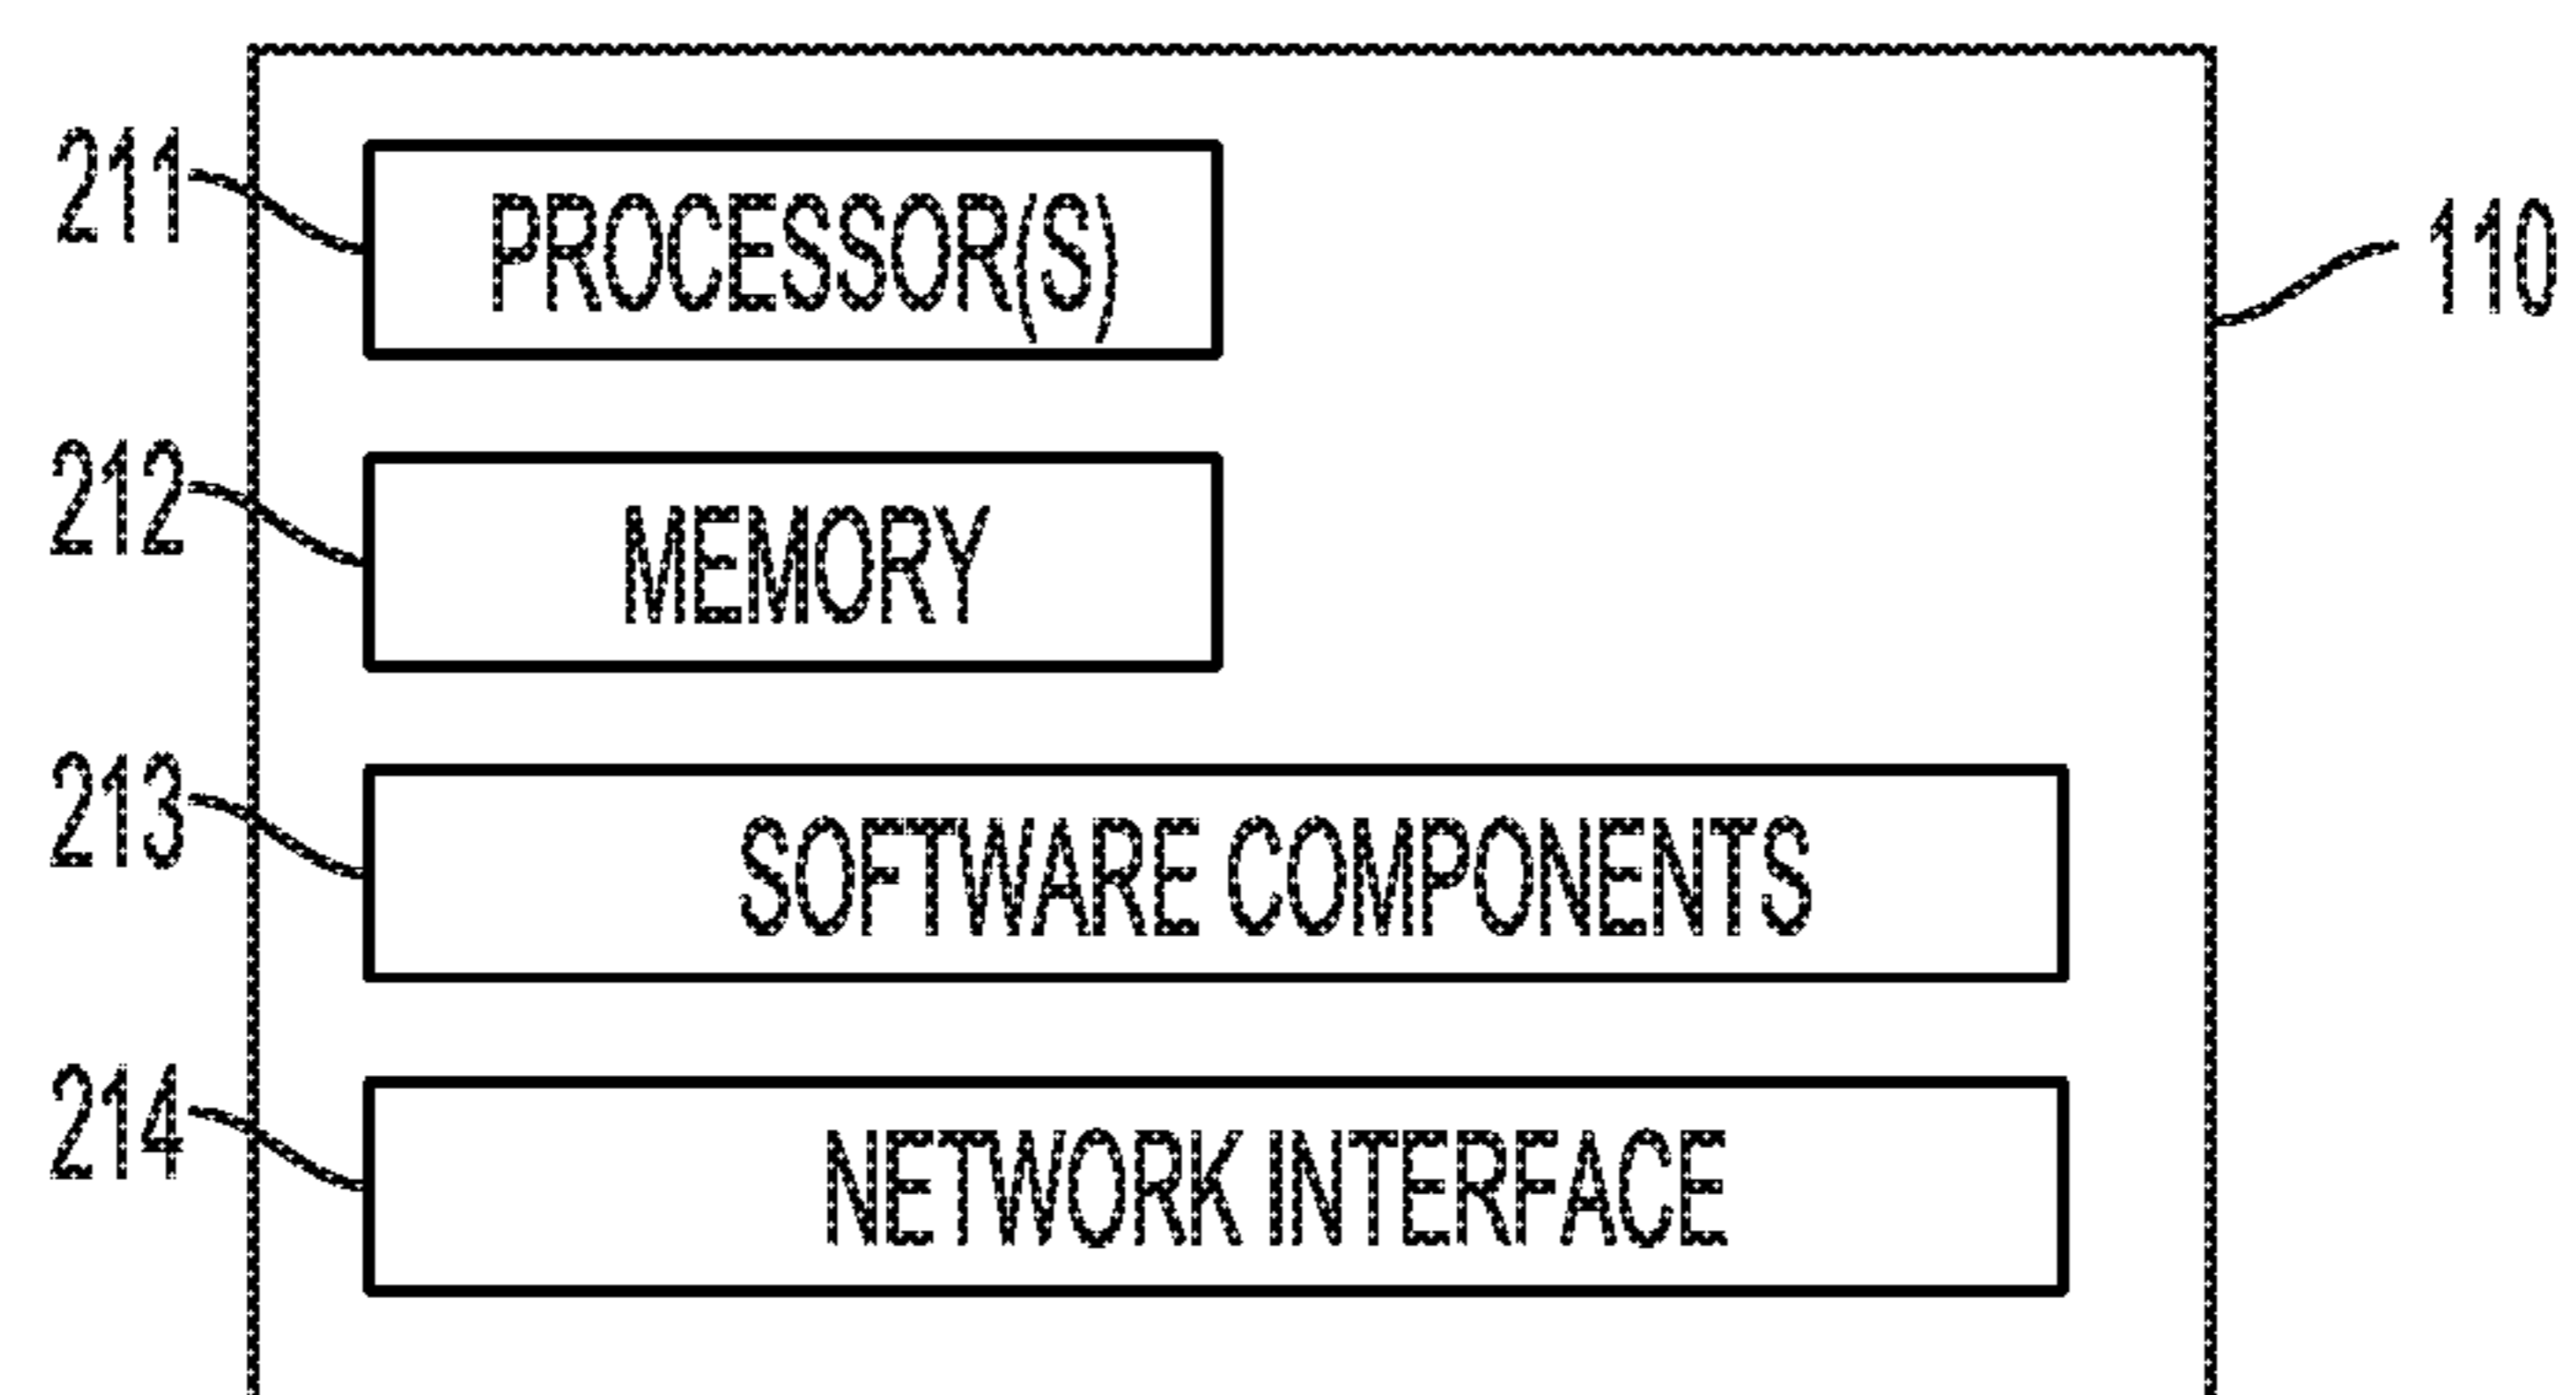 211
PROCESSOR(S)
110
212
MEMORY
213
SOFTWARE COMPONENTS
214
NETWORK INTERFACE